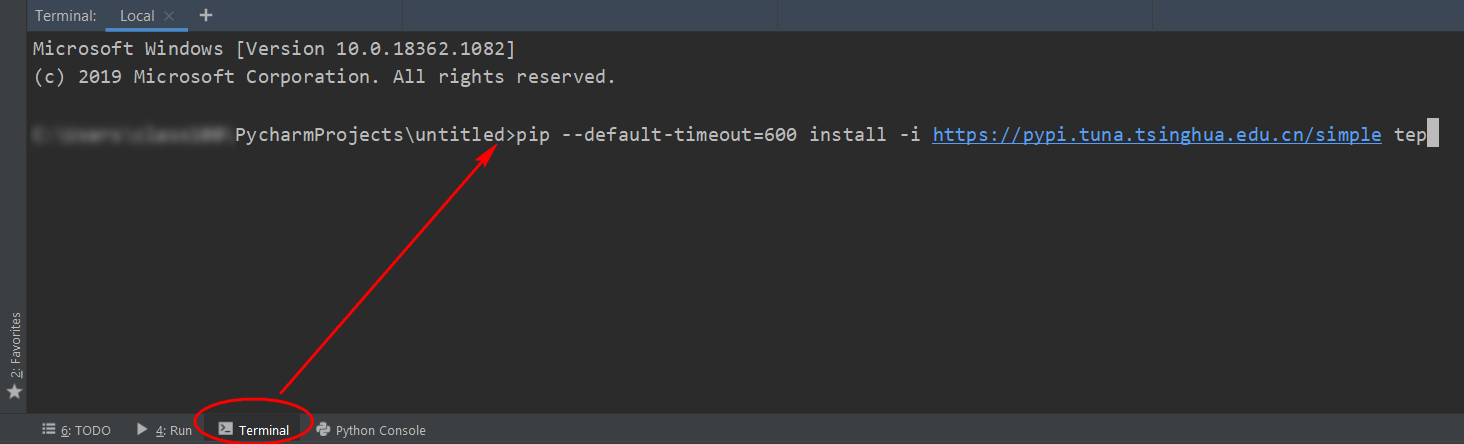 Terminal: Local × +
Microsoft Windows [Version 10.0.18362.1082]
(c) 2019 Microsoft Corporation. All rights reserved.
PycharmProjects\untitled>pip --default-timeout=600 install -i https://pypi.tuna.tsinghua.edu.cn/simple tep
2: Favorites
6: TODO 4: Run Terminal Python Console